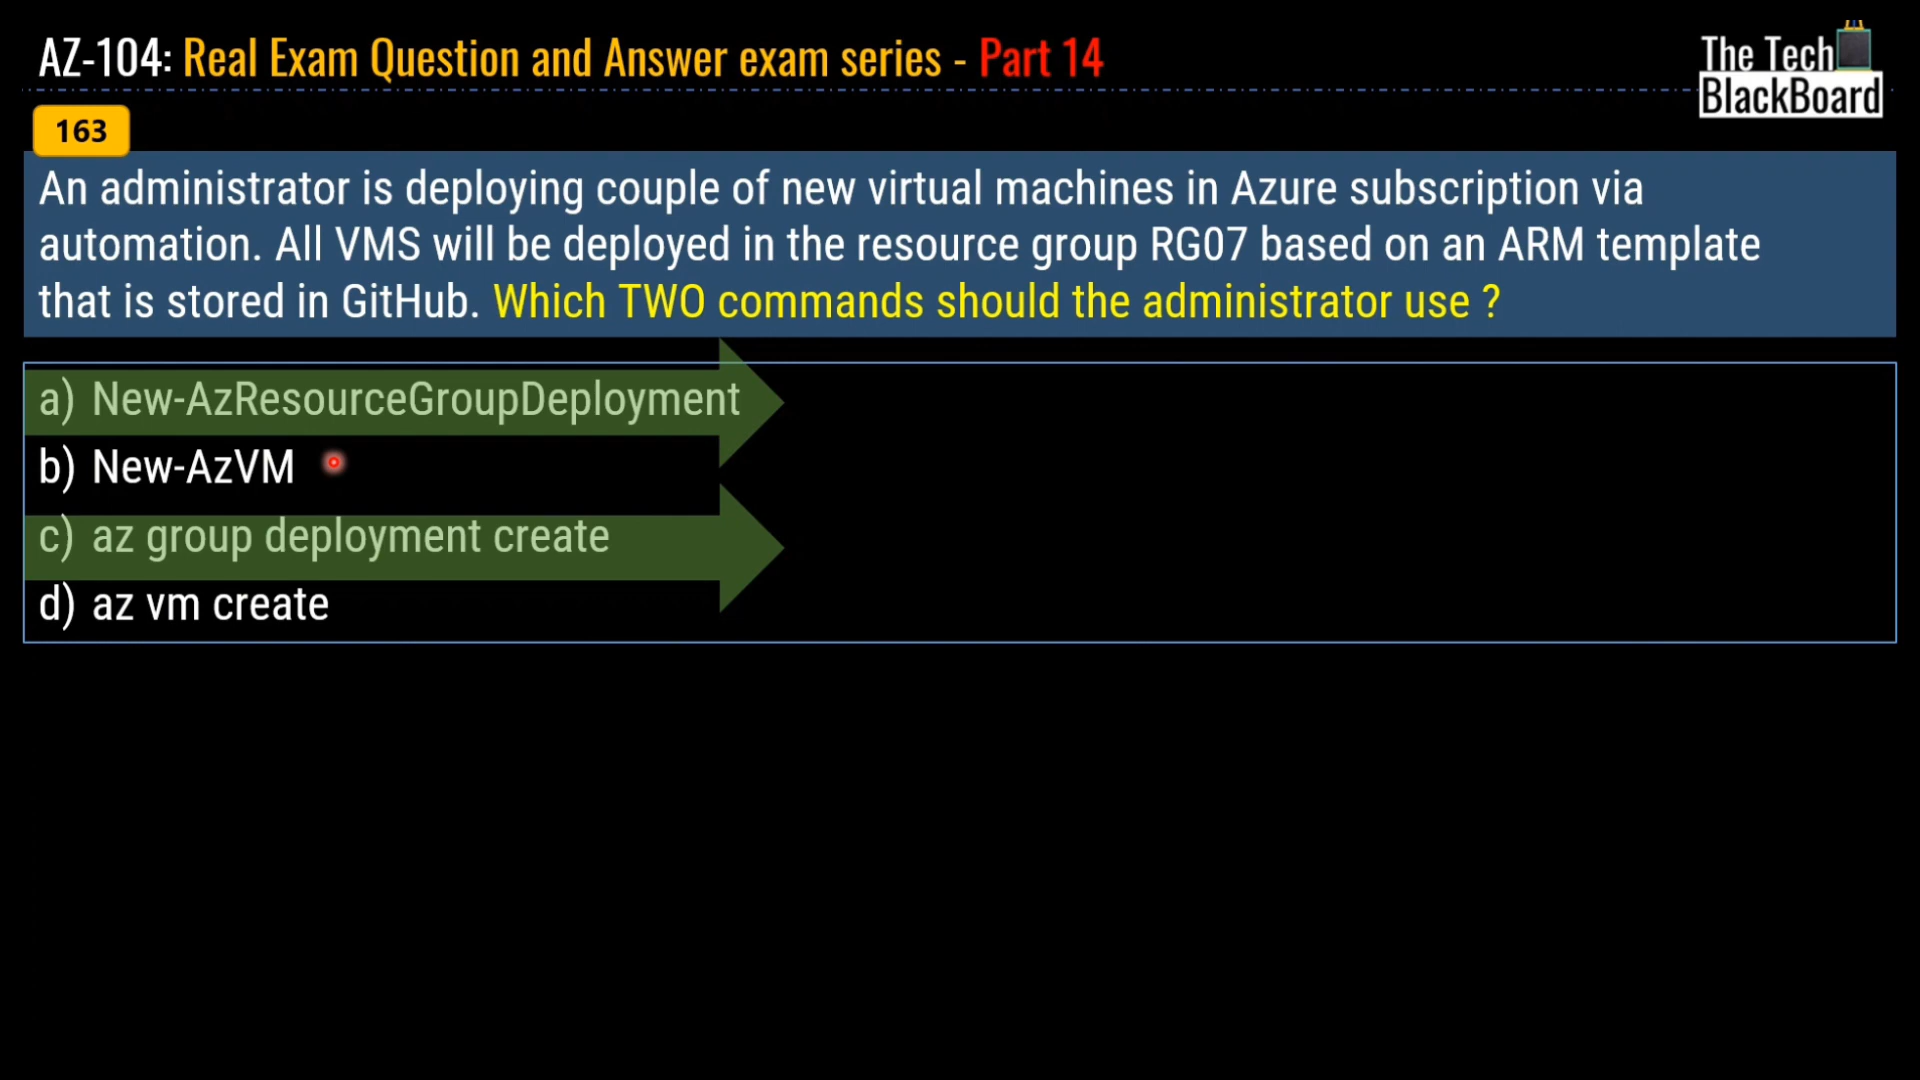 AZ-104: Real Exam Question and Answer exam series - Part 14
The Tech
BlackBoard
163
An administrator is deploying couple of new virtual machines in Azure subscription via
automation. All VMS will be deployed in the resource group RG07 based on an ARM template
that is stored in GitHub. Which TWO commands should the administrator use ?
a) New-AzResourceGroupDeployment
b) New-AzVM
c) az group deployment create
d) az vm create